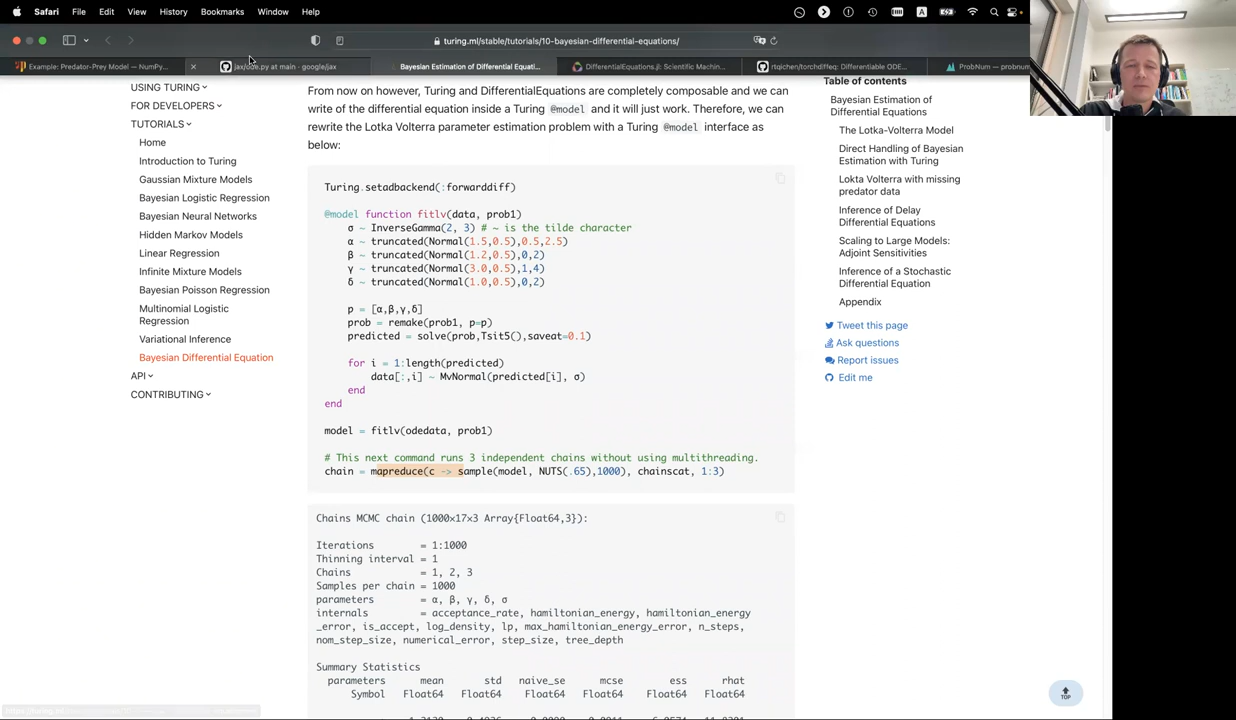 Safari File Edit View History Bookmarks Window Help
turing.ml/stable/tutorials/10-bayesian-differential-equations/
Example: Predator-Prey Model — NumPy...
jax/ode.py at main · google/jax
Bayesian Estimation of Differential Equati...
DifferentialEquations.jl: Scientific Machin...
rtqichen/torchdiffeq: Differentiable ODE...
ProbNum — probnum
USING TURING
FOR DEVELOPERS
TUTORIALS
Home
Introduction to Turing
Gaussian Mixture Models
Bayesian Logistic Regression
Bayesian Neural Networks
Hidden Markov Models
Linear Regression
Infinite Mixture Models
Bayesian Poisson Regression
Multinomial Logistic
Regression
Variational Inference
Bayesian Differential Equation
API
CONTRIBUTING
From now on however, Turing and DifferentialEquations are completely composable and we can
write of the differential equation inside a Turing @model and it will just work. Therefore, we can
rewrite the Lotka Volterra parameter estimation problem with a Turing @model interface as
below:
Turing.setadbackend(:forwarddiff)
@model function fitlv(data, prob1)
σ ~ InverseGamma(2, 3) # ~ is the tilde character
α ~ truncated(Normal(1.5,0.5),0.5,2.5)
β ~ truncated(Normal(1.2,0.5),0,2)
γ ~ truncated(Normal(3.0,0.5),1,4)
δ ~ truncated(Normal(1.0,0.5),0,2)
p = [α,β,γ,δ]
prob = remake(prob1, p=p)
predicted = solve(prob,Tsit5(),saveat=0.1)
for i = 1:length(predicted)
data[:,i] ~ MvNormal(predicted[i], σ)
end
end
model = fitlv(odedata, prob1)
# This next command runs 3 independent chains without using multithreading.
chain = mapreduce(c -> sample(model, NUTS(.65),1000), chainscat, 1:3)
Chains MCMC chain (1000×17×3 Array{Float64,3}):
Iterations = 1:1000
Thinning interval = 1
Chains = 1, 2, 3
Samples per chain = 1000
parameters = α, β, γ, δ, σ
internals = acceptance_rate, hamiltonian_energy, hamiltonian_energy
_error, is_accept, log_density, lp, max_hamiltonian_energy_error, n_steps,
nom_step_size, numerical_error, step_size, tree_depth
Summary Statistics
parameters mean std naive_se mcse ess rhat
Symbol Float64 Float64 Float64 Float64 Float64 Float64
Table of contents
Bayesian Estimation of
Differential Equations
The Lotka-Volterra Model
Direct Handling of Bayesian
Estimation with Turing
Lokta Volterra with missing
predator data
Inference of Delay
Differential Equations
Scaling to Large Models:
Adjoint Sensitivities
Inference of a Stochastic
Differential Equation
Appendix
Tweet this page
Ask questions
Report issues
Edit me
TOP